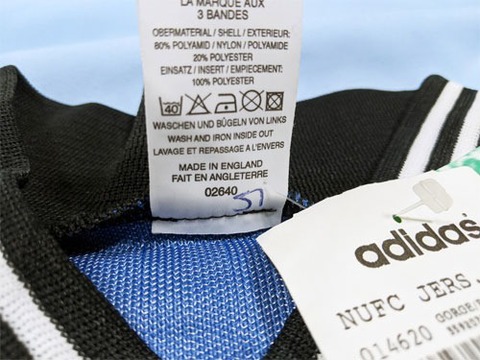 LA MARQUE AUX
3 BANDES
OBERMATERIAL / SHELL / EXTERIEUR:
80% POLYAMID / NYLON / POLYAMIDE
20% POLYESTER
EINSATZ / INSERT / EMPIECEMENT:
100% POLYESTER
40
WASCHEN UND BÜGELN VON LINKS
WASH AND IRON INSIDE OUT
LAVAGE ET REPASSAGE A L'ENVERS
MADE IN ENGLAND
FAIT EN ANGLETERRE
02640
57
adidas
NUFC JERS.
014620